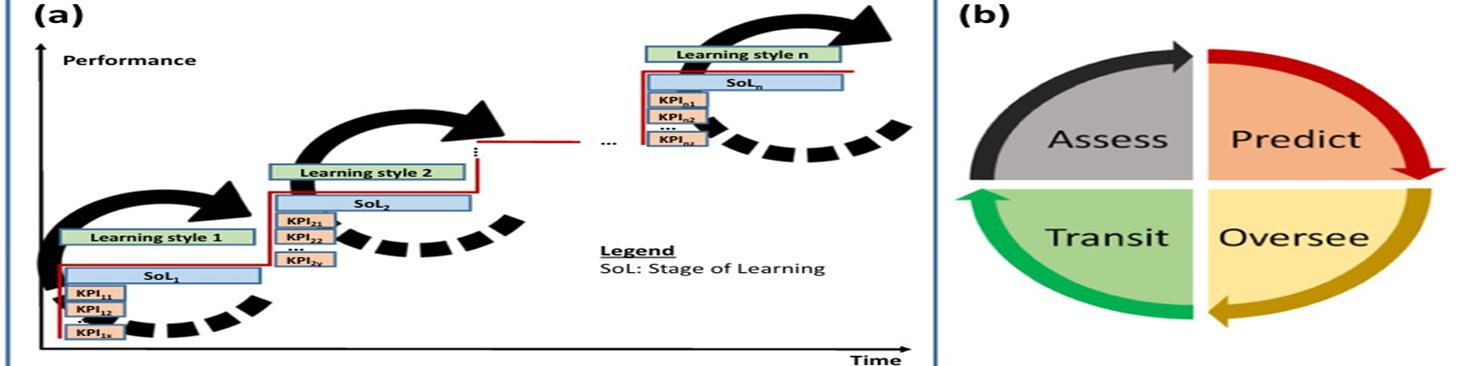 (a)
Performance
Learning style n
SoLn
KPIn1
KPIn2
...
KPInz
...
Learning style 2
SoL2
KPI21
KPI22
...
KPI2y
Learning style 1
SoL1
KPI11
KPI12
...
KPI1x
Legend
SoL: Stage of Learning
Time
(b)
Assess
Predict
Transit
Oversee